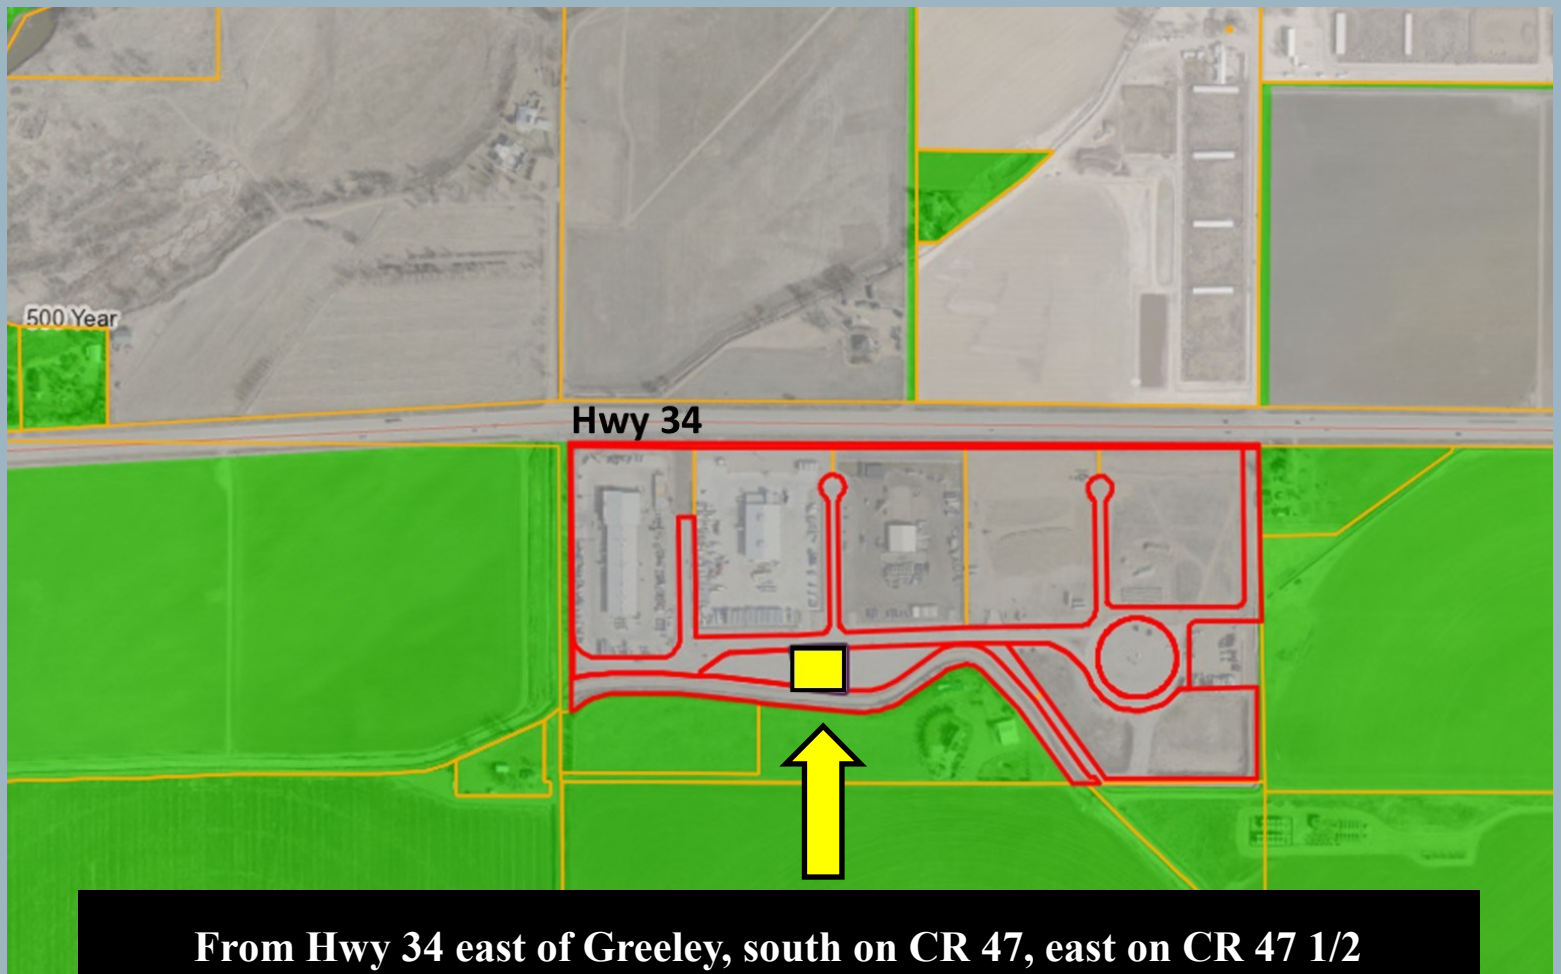 500 Year
Hwy 34
From Hwy 34 east of Greeley, south on CR 47, east on CR 47 1/2